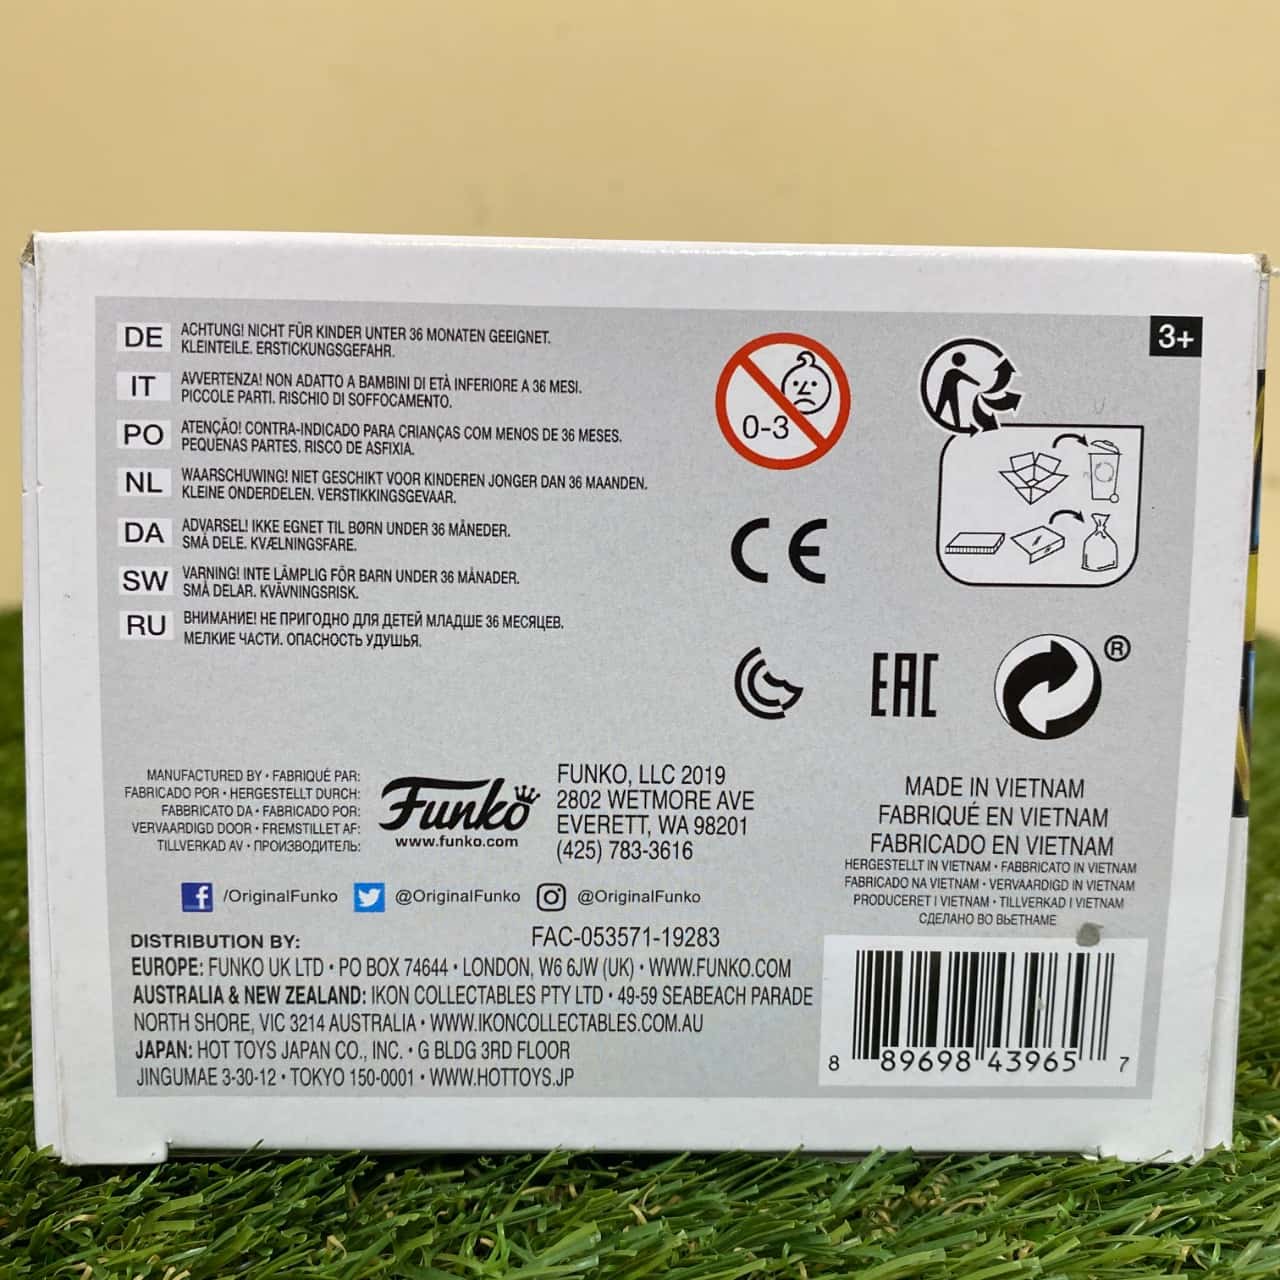 DE ACHTUNG! NICHT FÜR KINDER UNTER 36 MONATEN GEEIGNET.
KLEINTEILE. ERSTICKUNGSGEFAHR.
IT AVVERTENZA! NON ADATTO A BAMBINI DI ETÀ INFERIORE A 36 MESI.
PICCOLE PARTI. RISCHIO DI SOFFOCAMENTO.
PO ATENÇÃO! CONTRA-INDICADO PARA CRIANÇAS COM MENOS DE 36 MESES.
PEQUENAS PARTES. RISCO DE ASFIXIA.
NL WAARSCHUWING! NIET GESCHIKT VOOR KINDEREN JONGER DAN 36 MAANDEN.
KLEINE ONDERDELEN. VERSTIKKINGSGEVAAR.
DA ADVARSEL! IKKE EGNET TIL BØRN UNDER 36 MÅNEDER.
SMÅ DELE. KVÆLNINGSFARE.
SW VARNING! INTE LÄMPLIG FÖR BARN UNDER 36 MÅNADER.
SMÅ DELAR. KVÄVNINGSRISK.
RU ВНИМАНИЕ! НЕ ПРИГОДНО ДЛЯ ДЕТЕЙ МЛАДШЕ 36 МЕСЯЦЕВ.
МЕЛКИЕ ЧАСТИ. ОПАСНОСТЬ УДУШЬЯ.
3+
0-3
CE
EAC
®
MANUFACTURED BY • FABRIQUÉ PAR:
FABRICADO POR • HERGESTELLT DURCH:
FABBRICATO DA • FABRICADO POR:
VERVAARDIGD DOOR • FREMSTILLET AF:
TILLVERKAD AV • ПРОИЗВОДИТЕЛЬ:
Funko
www.funko.com
FUNKO, LLC 2019
2802 WETMORE AVE
EVERETT, WA 98201
(425) 783-3616
MADE IN VIETNAM
FABRIQUÉ EN VIETNAM
FABRICADO EN VIETNAM
HERGESTELLT IN VIETNAM • FABBRICATO IN VIETNAM
FABRICADO NA VIETNAM • VERVAARDIGD IN VIETNAM
PRODUCERET I VIETNAM • TILLVERKAD I VIETNAM
СДЕЛАНО ВО ВЬЕТНАМЕ
/OriginalFunko @OriginalFunko @OriginalFunko
FAC-053571-19283
DISTRIBUTION BY:
EUROPE: FUNKO UK LTD • PO BOX 74644 • LONDON, W6 6JW (UK) • WWW.FUNKO.COM
AUSTRALIA & NEW ZEALAND: IKON COLLECTABLES PTY LTD • 49-59 SEABEACH PARADE
NORTH SHORE, VIC 3214 AUSTRALIA • WWW.IKONCOLLECTABLES.COM.AU
JAPAN: HOT TOYS JAPAN CO., INC. • G BLDG 3RD FLOOR
JINGUMAE 3-30-12 • TOKYO 150-0001 • WWW.HOTTOYS.JP
8 89698 43965 7